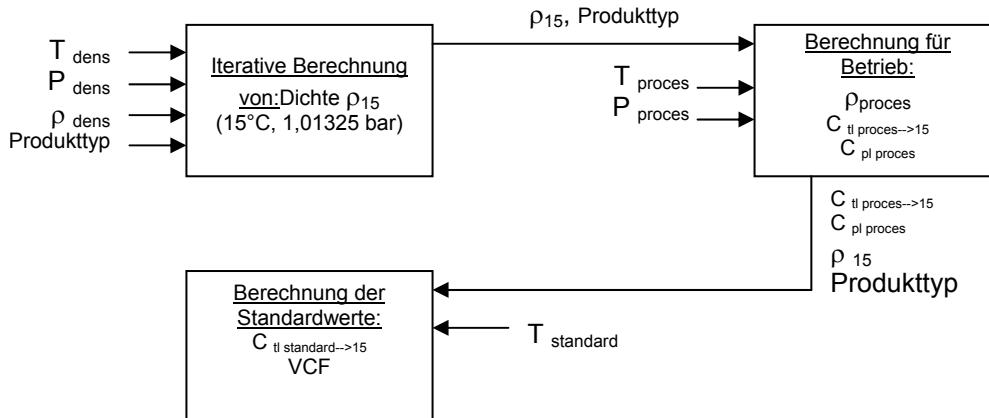 ρ15, Produkttyp
T dens
P dens
ρ dens
Produkttyp
Iterative Berechnung
von:Dichte ρ15
(15°C, 1,01325 bar)
T proces
P proces
Berechnung für
Betrieb:
ρproces
C tl proces-->15
C pl proces
C tl proces-->15
C pl proces
ρ 15
Produkttyp
Berechnung der
Standardwerte:
C tl standard-->15
VCF
T standard